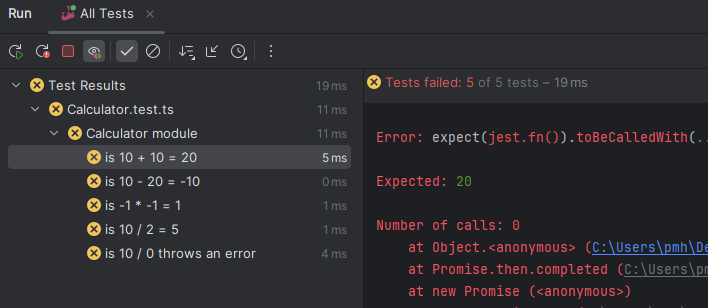 Run All Tests
Test Results 19 ms
Tests failed: 5 of 5 tests – 19 ms
Calculator.test.ts 11 ms
Calculator module 11 ms
is 10 + 10 = 20 5 ms
is 10 - 20 = -10 0 ms
is -1 * -1 = 1 1 ms
is 10 / 2 = 5 1 ms
is 10 / 0 throws an error 4 ms
Error: expect(jest.fn()).toBeCalledWith(..
Expected: 20
Number of calls: 0
at Object.<anonymous> (C:\Users\pmh\De
at Promise.then.completed (C:\Users\pm
at new Promise (<anonymous>)